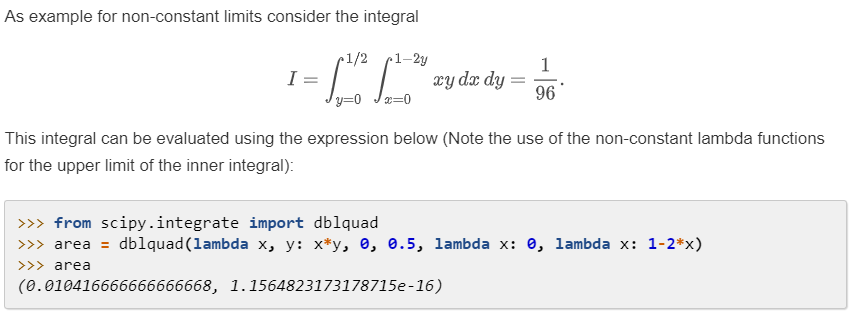 As example for non-constant limits consider the integral
I = ∫_{y=0}^{1/2} ∫_{x=0}^{1−2y} xy dx dy = 1/96.
This integral can be evaluated using the expression below (Note the use of the non-constant lambda functions
for the upper limit of the inner integral):
>>> from scipy.integrate import dblquad
>>> area = dblquad(lambda x, y: x*y, 0, 0.5, lambda x: 0, lambda x: 1-2*x)
>>> area
(0.010416666666666668, 1.1564823173178715e-16)